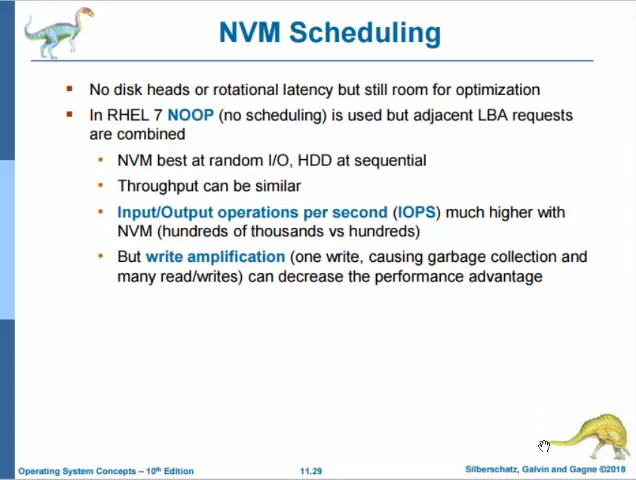 NVM Scheduling
No disk heads or rotational latency but still room for optimization
In RHEL 7 NOOP (no scheduling) is used but adjacent LBA requests
are combined
NVM best at random I/O, HDD at sequential
Throughput can be similar
Input/Output operations per second (IOPS) much higher with
NVM (hundreds of thousands vs hundreds)
But write amplification (one write, causing garbage collection and
many read/writes) can decrease the performance advantage
Operating System Concepts – 10th Edition
11.29
Silberschatz, Galvin and Gagne ©2018